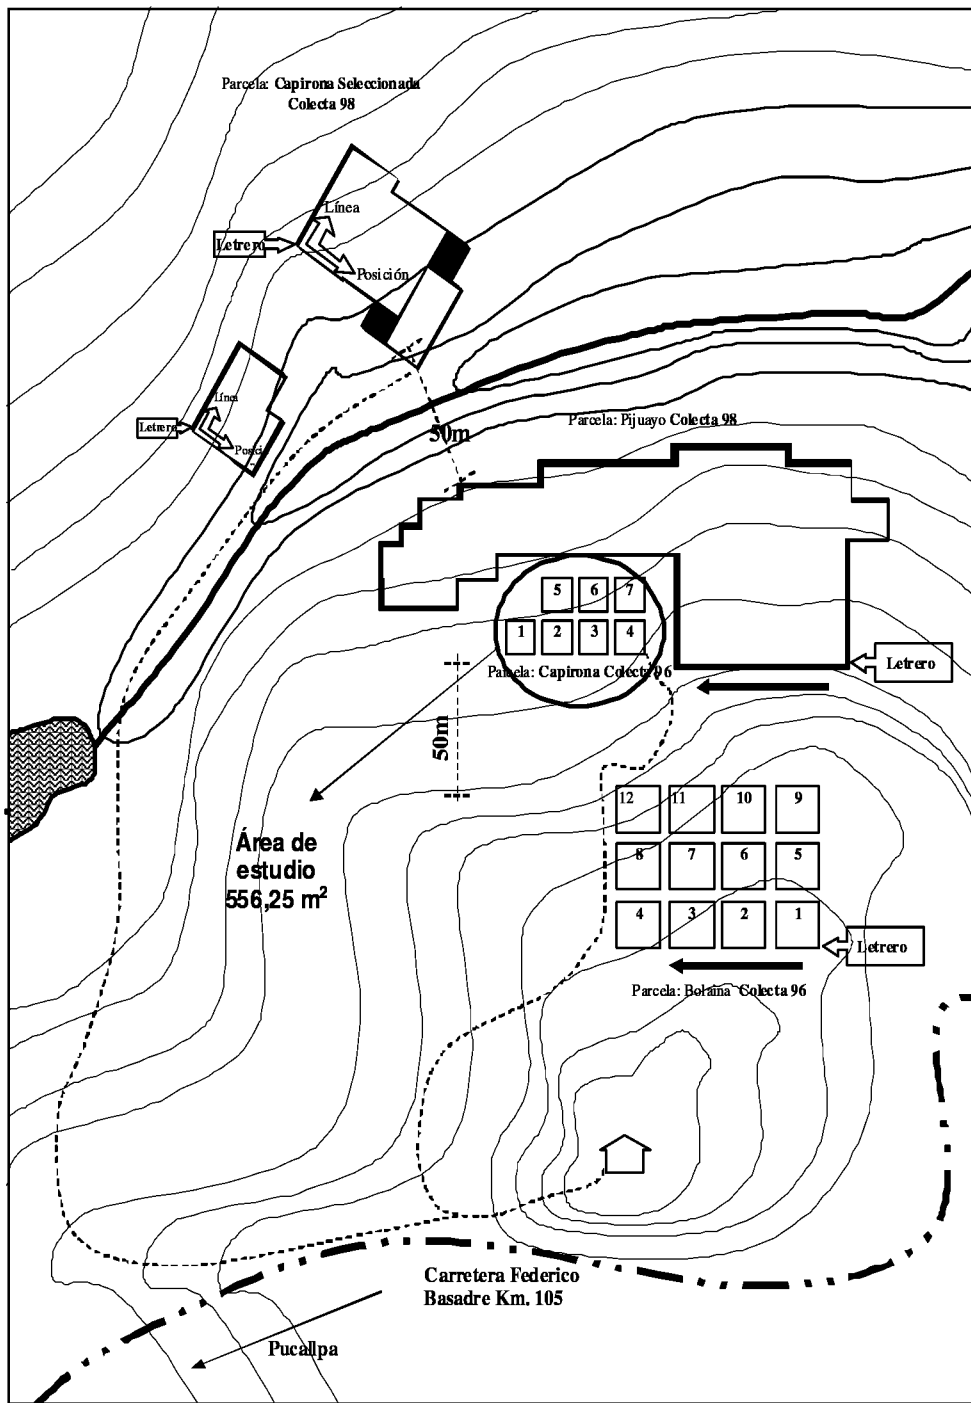 Parcela: Capirona Seleccionada
Colecta 98
Línea
Letrero
Posición
Línea
Letrero
Posici
50m
Parcela: Pijuayo Colecta 98
5 6 7
1 2 3 4
Parcela: Capirona Colecta 96
Letrero
50m
12 11 10 9
8 7 6 5
4 3 2 1
Área de
estudio
556,25 m²
Letrero
Parcela: Bolaina Colecta 96
Carretera Federico
Basadre Km. 105
Pucallpa